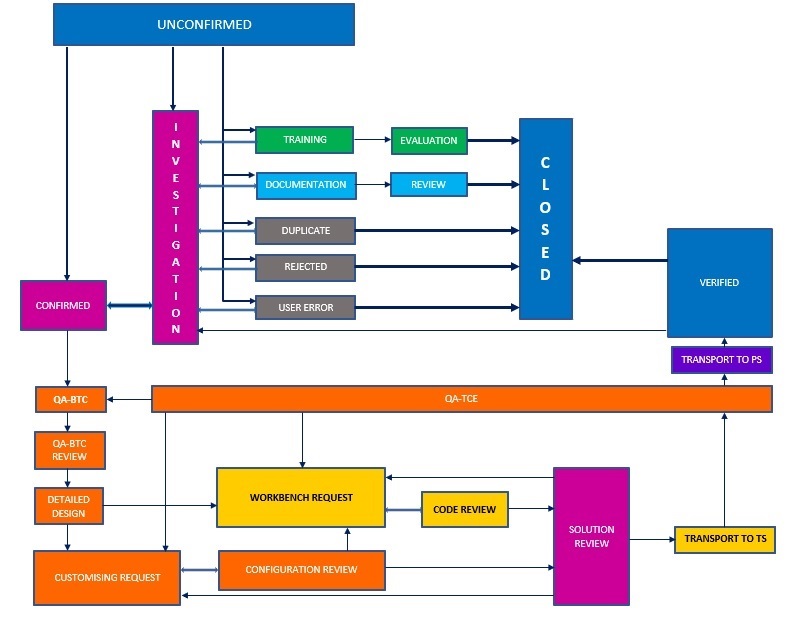 UNCONFIRMED
INVESTIGATION
TRAINING
EVALUATION
CLOSED
DOCUMENTATION
REVIEW
DUPLICATE
REJECTED
USER ERROR
CONFIRMED
VERIFIED
TRANSPORT TO PS
QA-BTC
QA-TCE
QA-BTC
REVIEW
DETAILED
DESIGN
WORKBENCH REQUEST
CODE REVIEW
SOLUTION
REVIEW
TRANSPORT TO TS
CUSTOMISING REQUEST
CONFIGURATION REVIEW